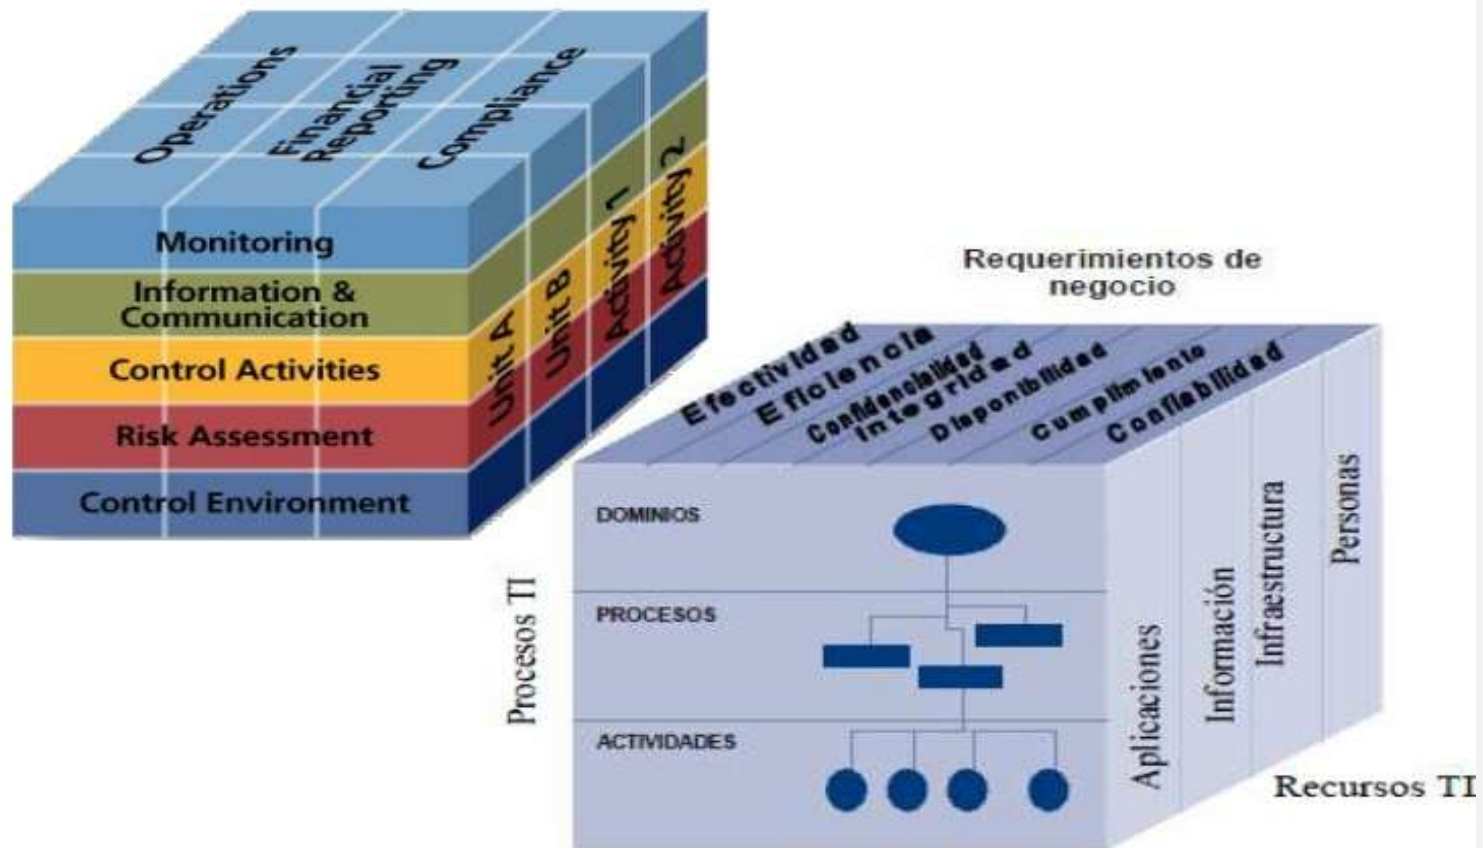 Operations
Financial
Reporting
Compliance
Monitoring
Information &
Communication
Control Activities
Risk Assessment
Control Environment
Unit A
Unit B
Activity 1
Activity 2
Requerimientos de
negocio
Efectividad
Eficiencia
Confidencialidad
Integridad
Disponibilidad
Cumplimiento
Confiabilidad
Procesos TI
DOMINIOS
PROCESOS
ACTIVIDADES
Aplicaciones
Información
Infraestructura
Personas
Recursos TI